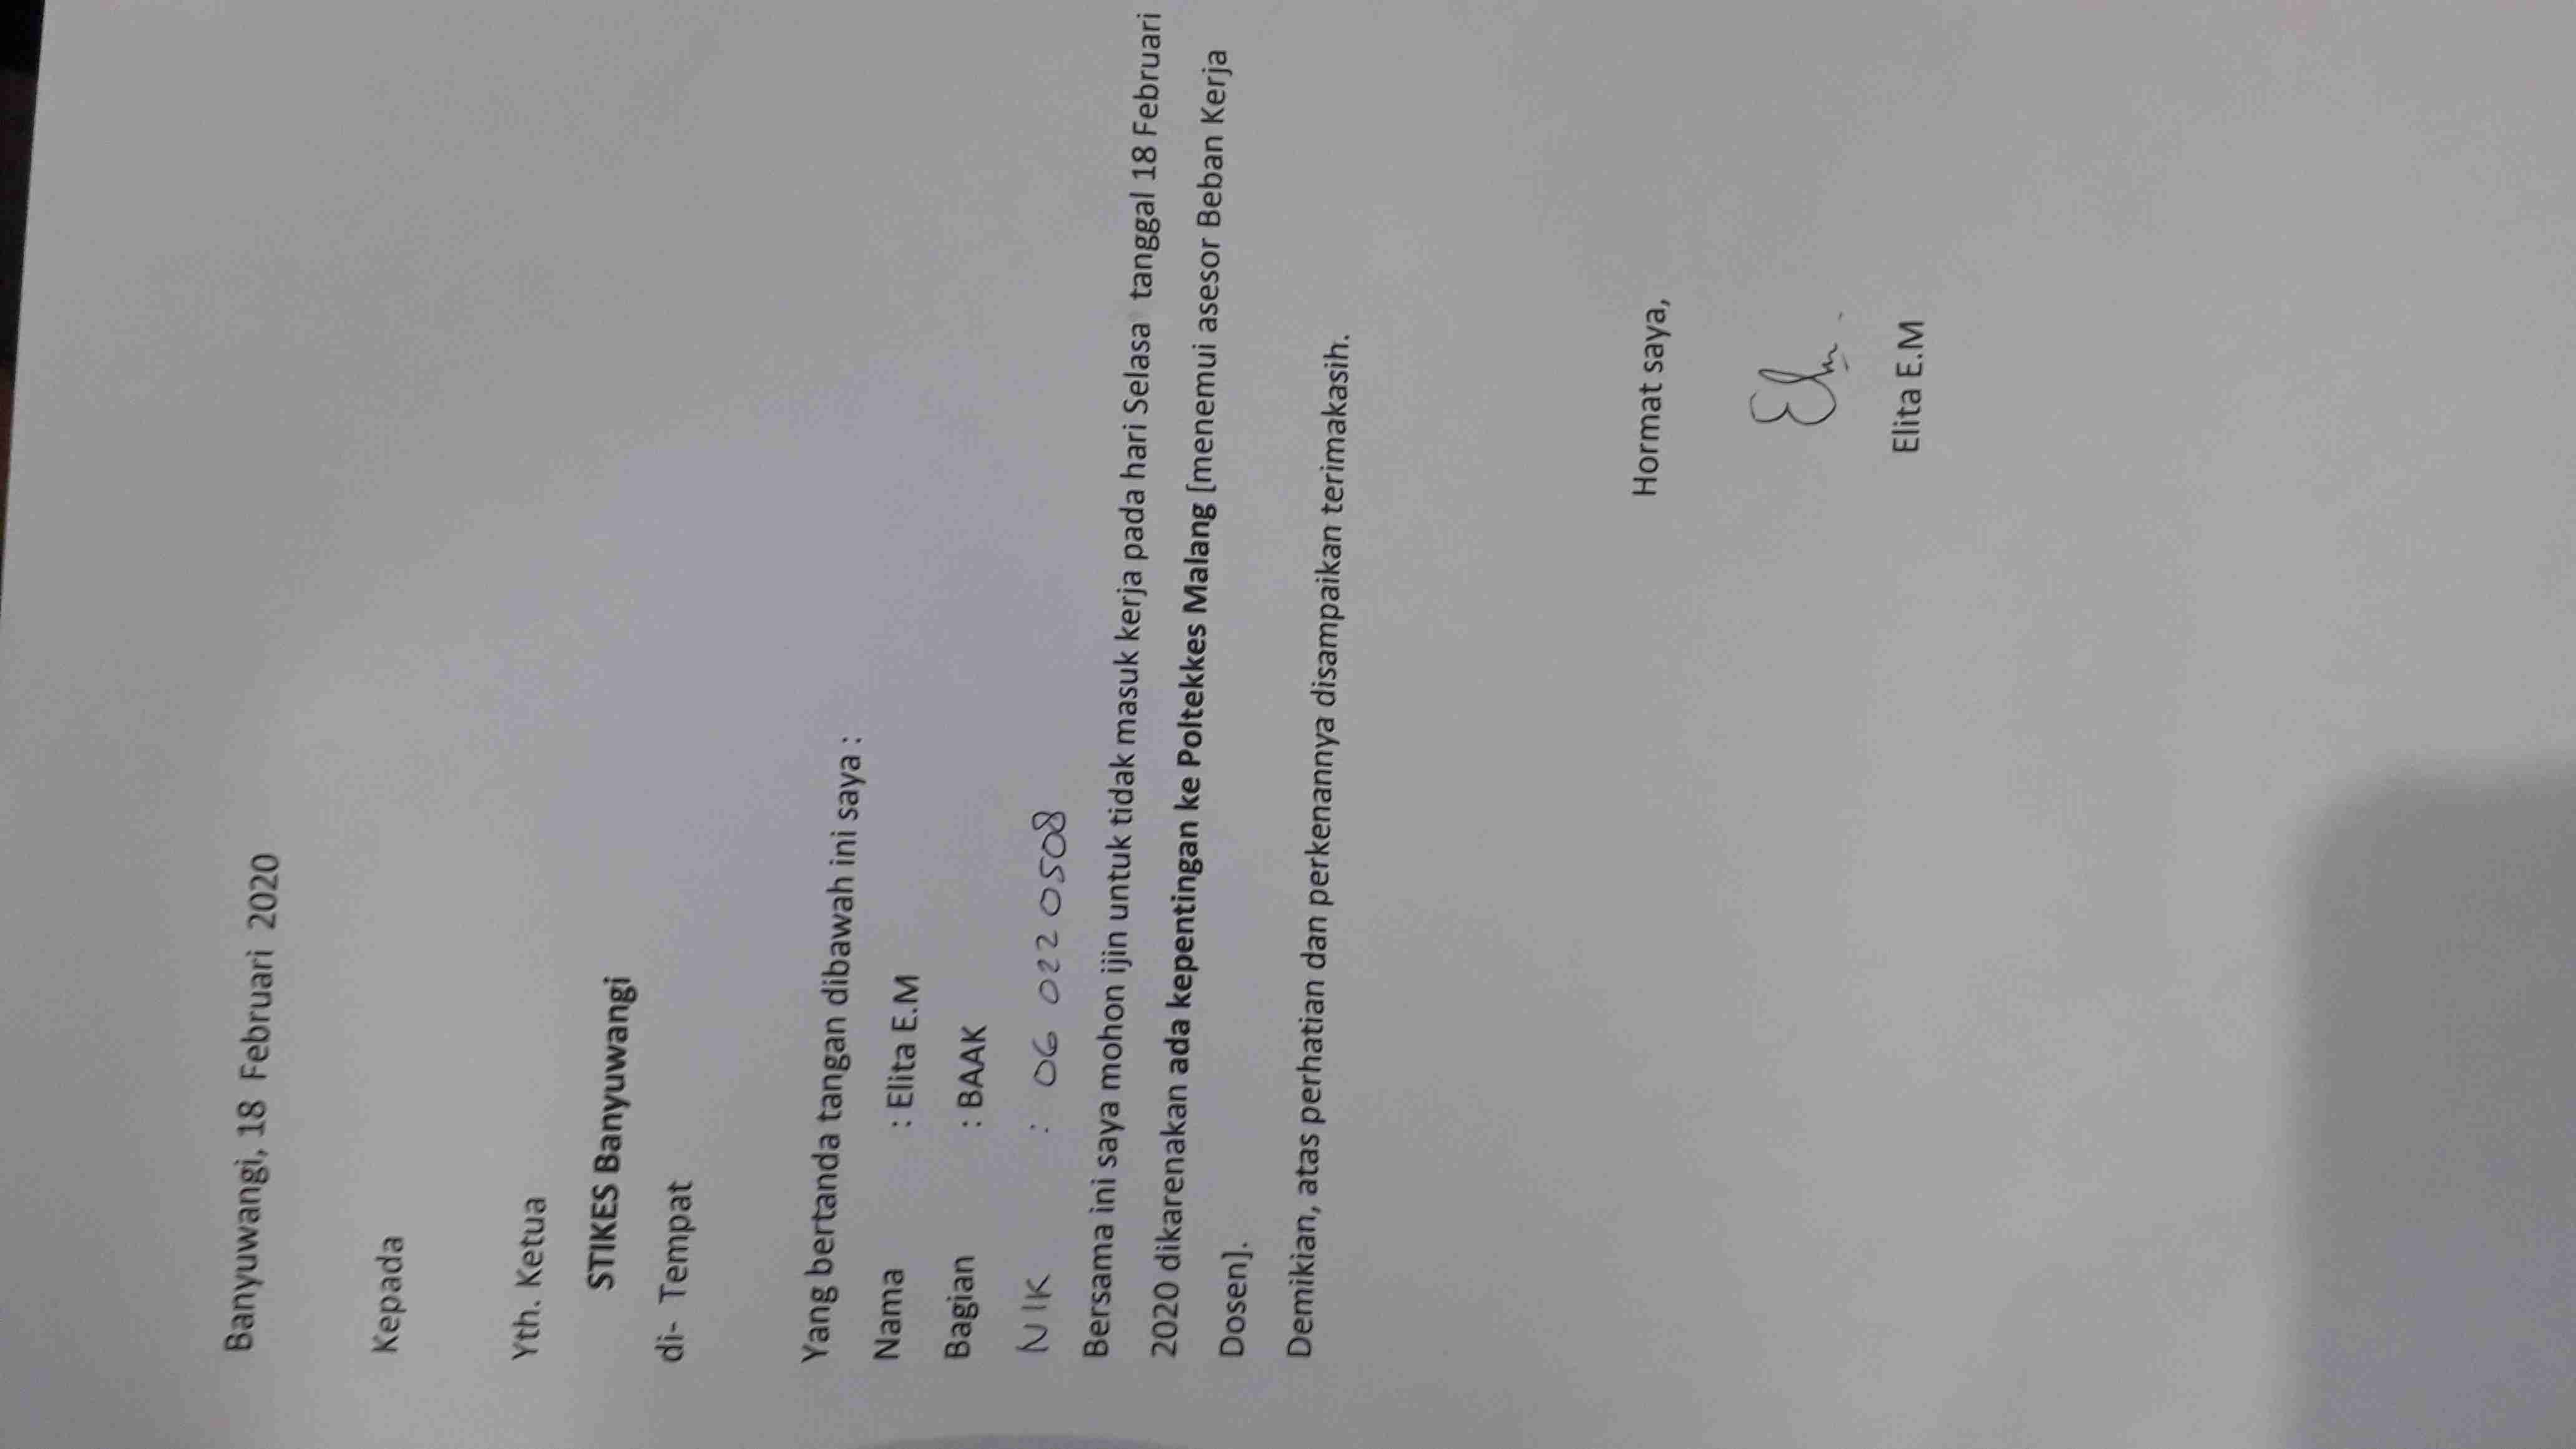 Banyuwangi, 18 Februari 2020
Kepada
Yth. Ketua
STIKES Banyuwangi
di- Tempat
Yang bertanda tangan dibawah ini saya :
Nama : Elita E.M
Bagian : BAAK
NIK : 06 022 0508
Bersama ini saya mohon ijin untuk tidak masuk kerja pada hari Selasa tanggal 18 Februari
2020 dikarenakan ada kepentingan ke Poltekkes Malang [menemui asesor Beban Kerja
Dosen].
Demikian, atas perhatian dan perkenannya disampaikan terimakasih.
Hormat saya,
Elita E.M